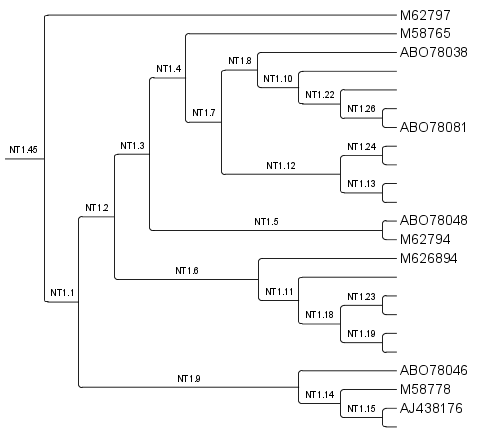 M62797
M58765
NT1.8
ABO78038
NT1.4
NT1.10
NT1.22
NT1.26
NT1.7
ABO78081
NT1.3
NT1.24
NT1.45
NT1.12
NT1.13
NT1.2
NT1.5
ABO78048
M62794
M626894
NT1.6
NT1.11
NT1.1
NT1.23
NT1.18
NT1.19
ABO78046
NT1.9
M58778
NT1.14
NT1.15
AJ438176